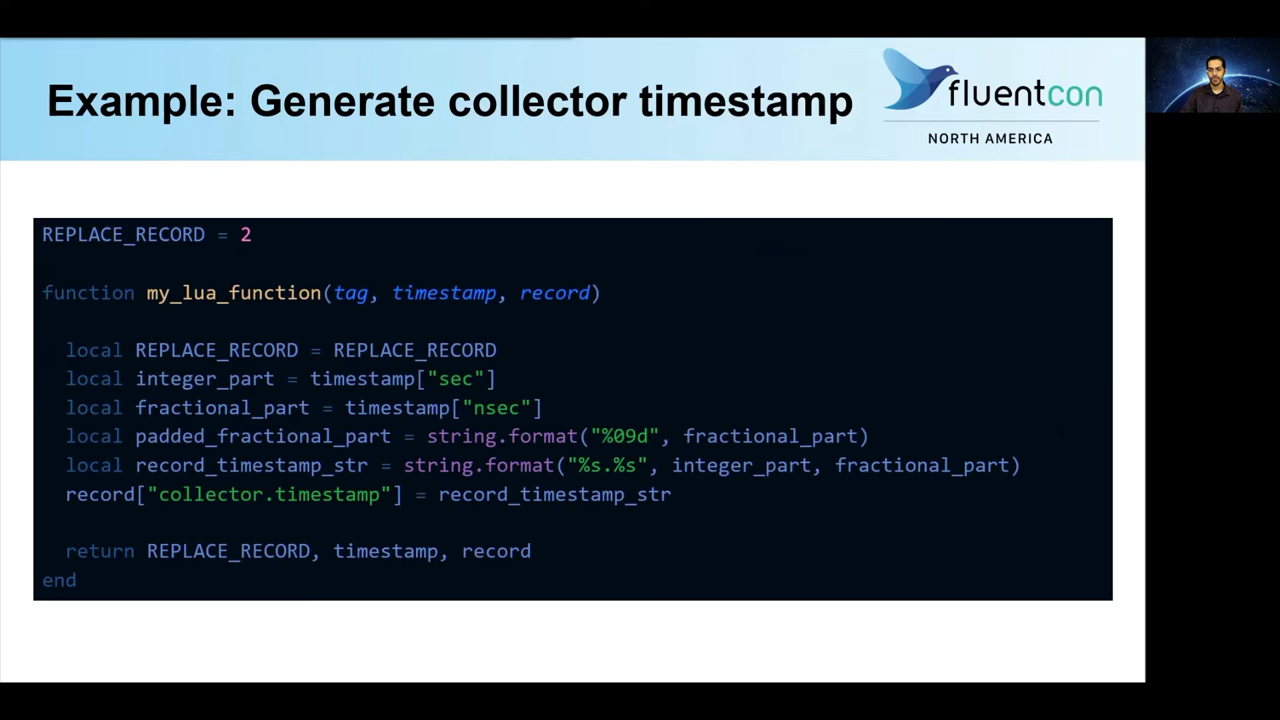 Example: Generate collector timestamp
fluentcon
NORTH AMERICA
REPLACE_RECORD = 2
function my_lua_function(tag, timestamp, record)
local REPLACE_RECORD = REPLACE_RECORD
local integer_part = timestamp["sec"]
local fractional_part = timestamp["nsec"]
local padded_fractional_part = string.format("%09d", fractional_part)
local record_timestamp_str = string.format("%s.%s", integer_part, fractional_part)
record["collector.timestamp"] = record_timestamp_str
return REPLACE_RECORD, timestamp, record
end